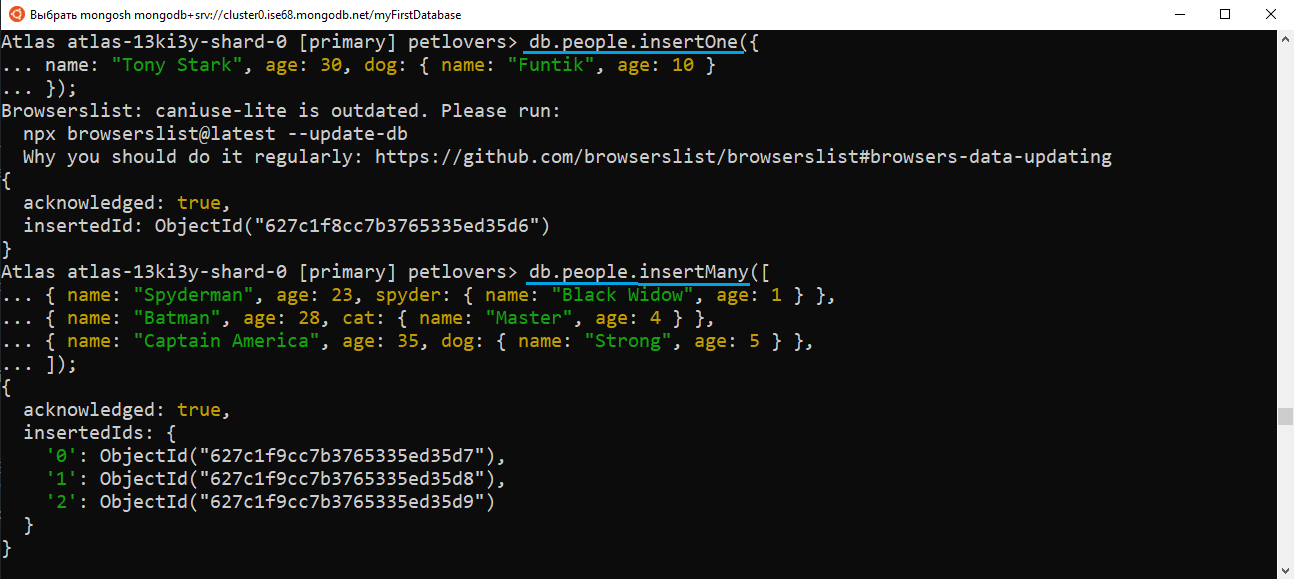 Выбрать mongosh mongodb+srv://cluster0.ise68.mongodb.net/myFirstDatabase
Atlas atlas-13ki3y-shard-0 [primary] petlovers> db.people.insertOne({
... name: "Tony Stark", age: 30, dog: { name: "Funtik", age: 10 }
... });
Browserslist: caniuse-lite is outdated. Please run:
  npx browserslist@latest --update-db
  Why you should do it regularly: https://github.com/browserslist/browserslist#browsers-data-updating
{
  acknowledged: true,
  insertedId: ObjectId("627c1f8cc7b3765335ed35d6")
}
Atlas atlas-13ki3y-shard-0 [primary] petlovers> db.people.insertMany([
... { name: "Spyderman", age: 23, spyder: { name: "Black Widow", age: 1 } },
... { name: "Batman", age: 28, cat: { name: "Master", age: 4 } },
... { name: "Captain America", age: 35, dog: { name: "Strong", age: 5 } },
... ]);
{
  acknowledged: true,
  insertedIds: {
    '0': ObjectId("627c1f9cc7b3765335ed35d7"),
    '1': ObjectId("627c1f9cc7b3765335ed35d8"),
    '2': ObjectId("627c1f9cc7b3765335ed35d9")
  }
}